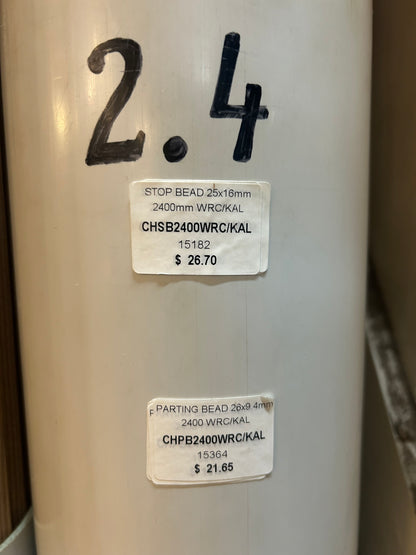 2.4
STOP BEAD 25x16mm
2400mm WRC/KAL
CHSB2400WRC/KAL
15182
$ 26.70
PARTING BEAD 26x9.4mm
2400 WRC/KAL
CHPB2400WRC/KAL
15364
$ 21.65